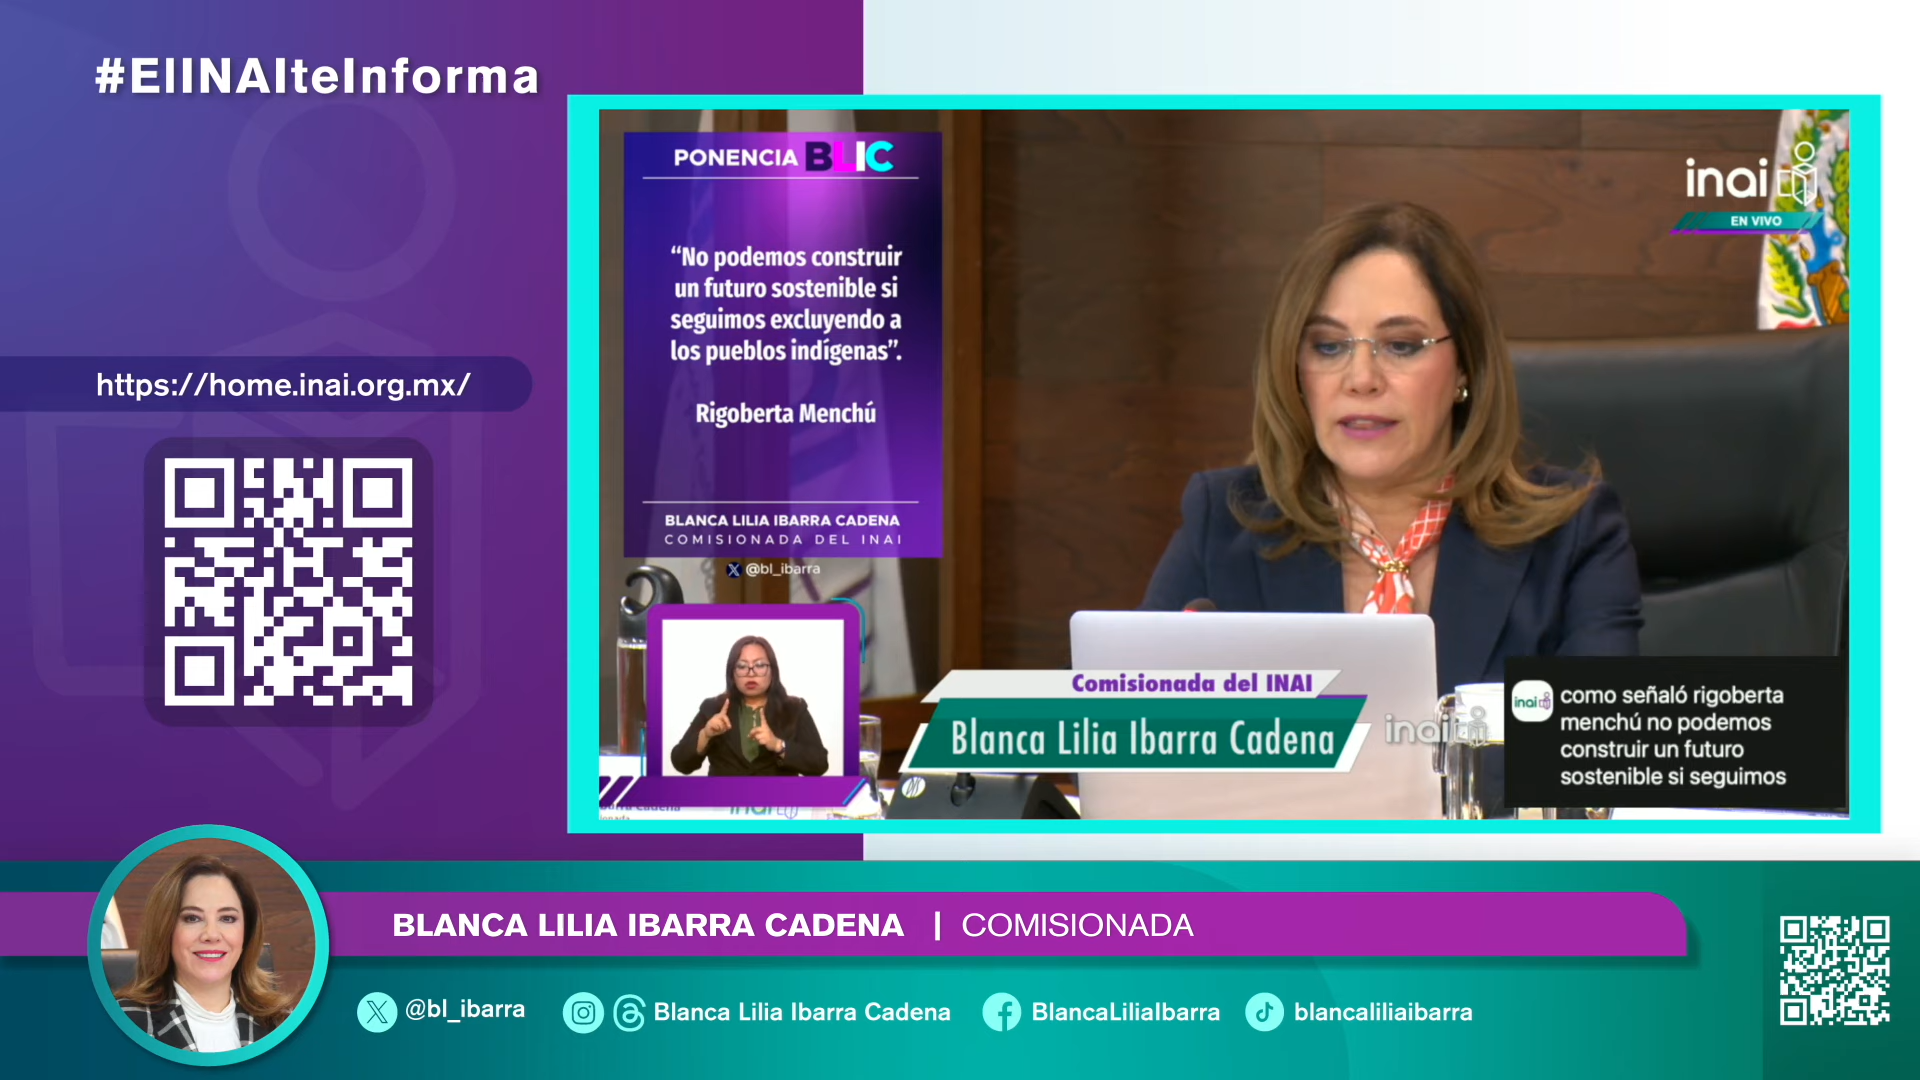 #ElINAIteInforma
https://home.inai.org.mx/
PONENCIA BLIC
“No podemos construir
un futuro sostenible si
seguimos excluyendo a
los pueblos indígenas”.
Rigoberta Menchú
BLANCA LILIA IBARRA CADENA
COMISIONADA DEL INAI
@bl_ibarra
inai
EN VIVO
Comisionada del INAI
Blanca Lilia Ibarra Cadena
inai
inai
como señaló rigoberta
menchú no podemos
construir un futuro
sostenible si seguimos
inai
BLANCA LILIA IBARRA CADENA | COMISIONADA
@bl_ibarra
Blanca Lilia Ibarra Cadena
BlancaLiliaIbarra
blancaliliaibarra